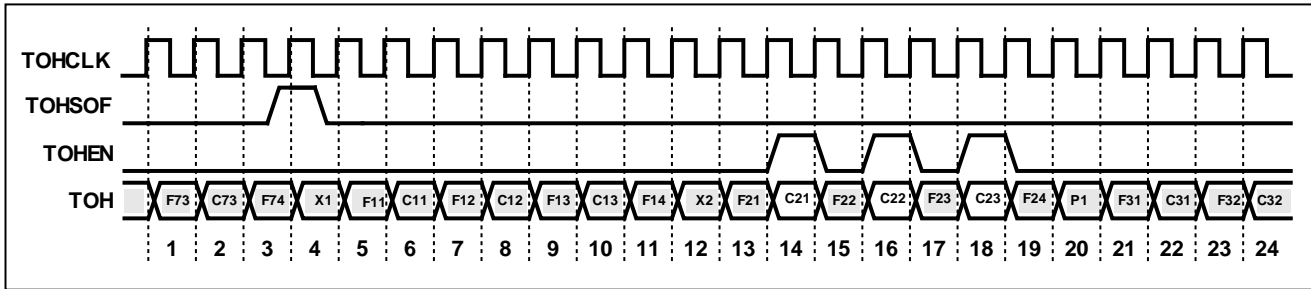 TOHCLK
TOHSOF
TOHEN
TOH F73 C73 F74 X1 F11 C11 F12 C12 F13 C13 F14 X2 F21 C21 F22 C22 F23 C23 F24 P1 F31 C31 F32 C32
1 2 3 4 5 6 7 8 9 10 11 12 13 14 15 16 17 18 19 20 21 22 23 24